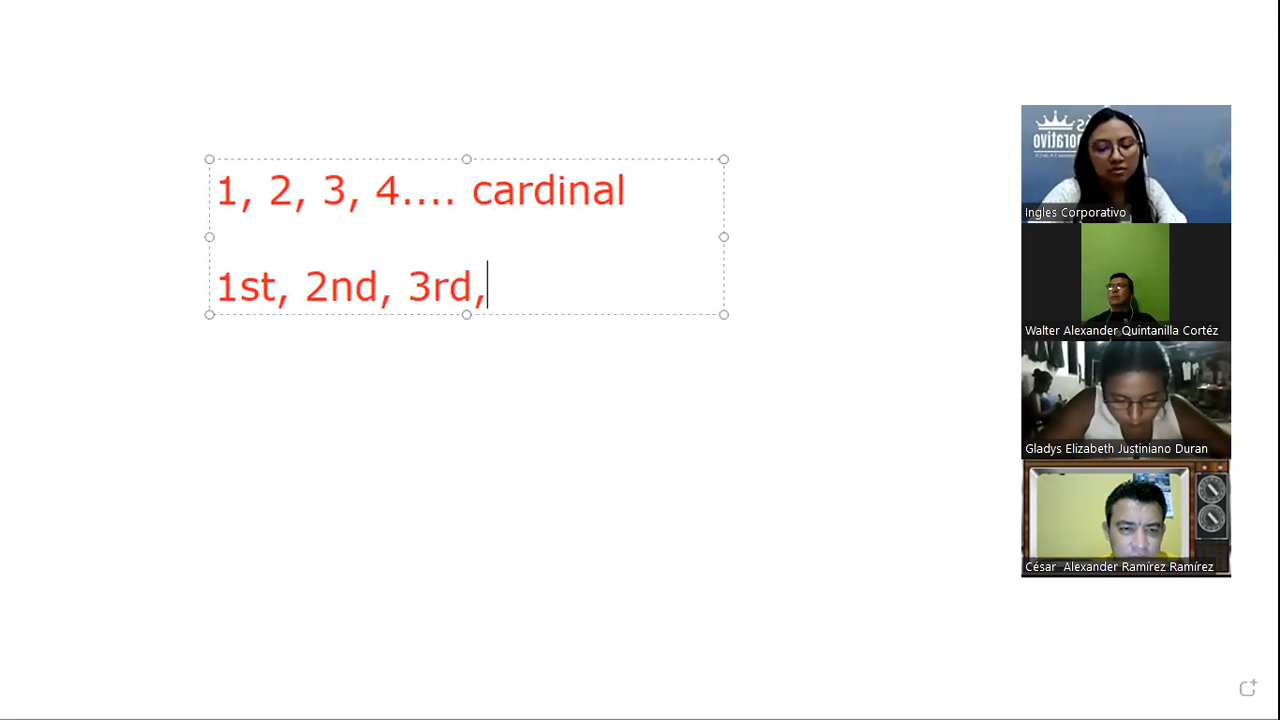 1, 2, 3, 4.... cardinal
1st, 2nd, 3rd,
Ingles Corporativo
Walter Alexander Quintanilla Cortéz
Gladys Elizabeth Justiniano Duran
César Alexander Ramírez Ramírez